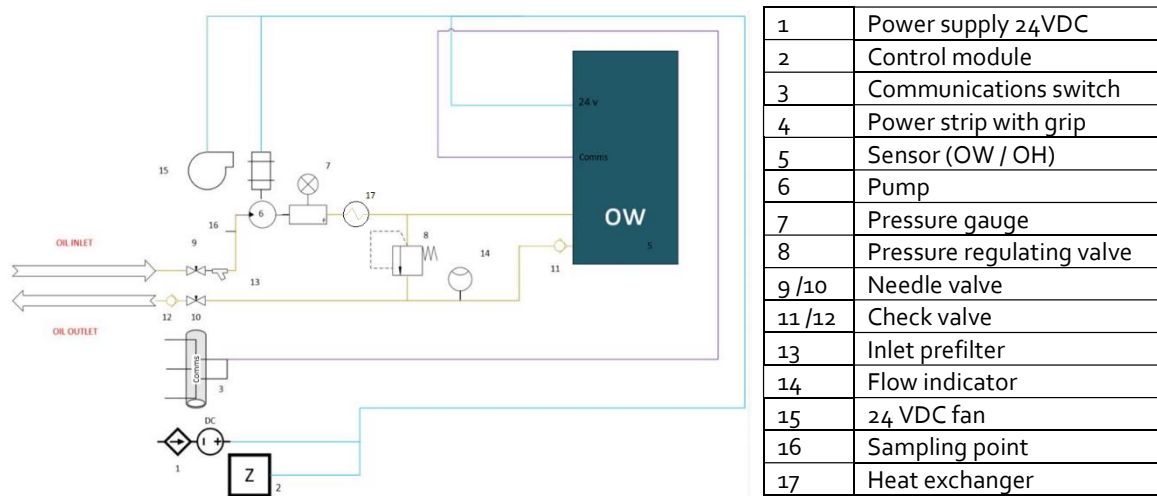 24 v
Comms
OW
5
15
6
7
17
16
8
14
9
OIL INLET
13
11
12
10
OIL OUTLET
Comms
3
DC
1
Z
2
1 Power supply 24VDC
2 Control module
3 Communications switch
4 Power strip with grip
5 Sensor (OW / OH)
6 Pump
7 Pressure gauge
8 Pressure regulating valve
9 /10 Needle valve
11 /12 Check valve
13 Inlet prefilter
14 Flow indicator
15 24 VDC fan
16 Sampling point
17 Heat exchanger